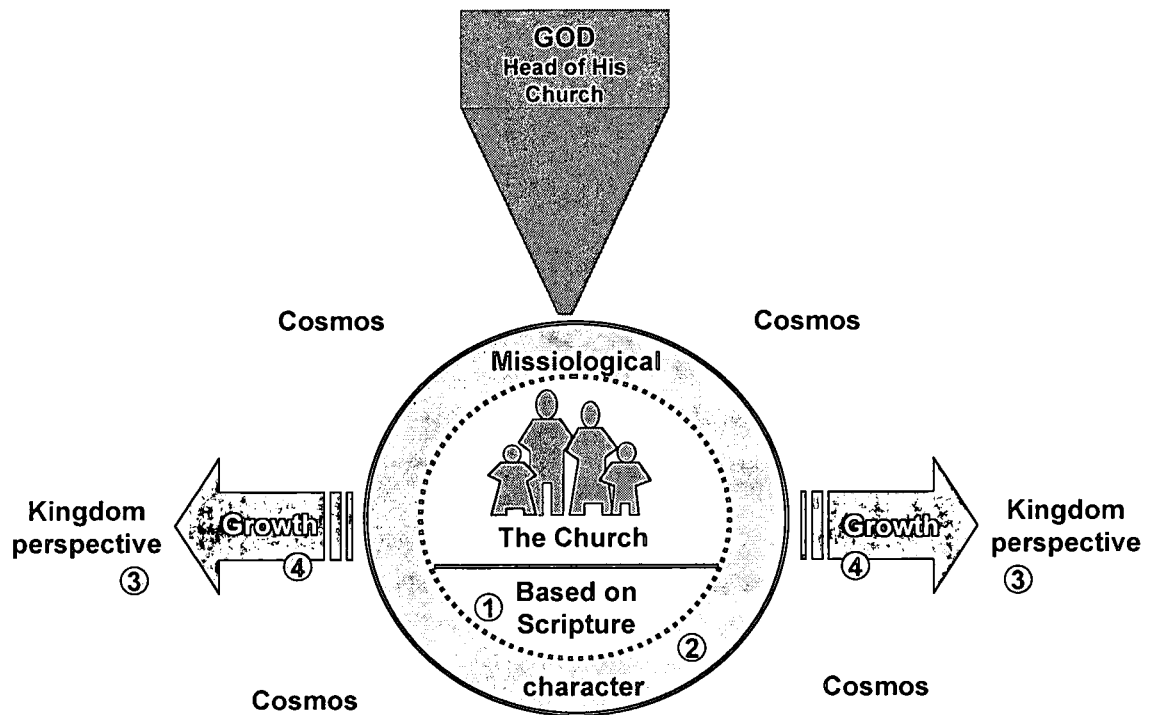 GOD
Head of His
Church
Cosmos
Cosmos
Missiological
The Church
Kingdom
perspective
③
Growth
④
Growth
④
Kingdom
perspective
③
① Based on
Scripture
②
character
Cosmos
Cosmos